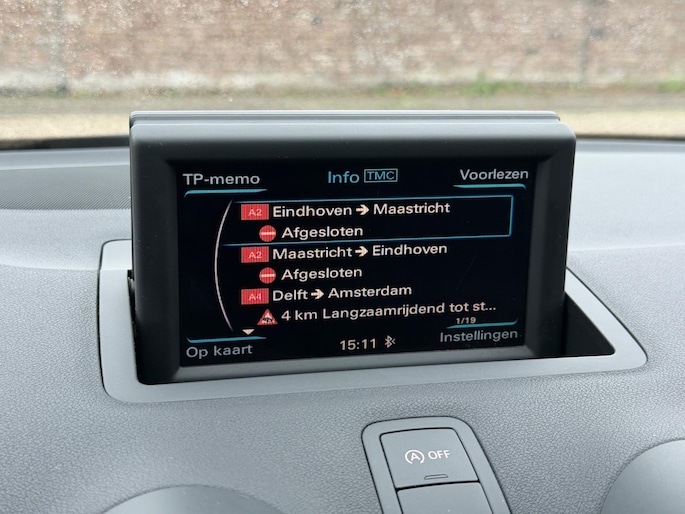 TP-memo Info TMC Voorlezen
A2 Eindhoven → Maastricht
Afgesloten
A2 Maastricht → Eindhoven
Afgesloten
A4 Delft → Amsterdam
4 km Langzaamrijdend tot st...
1/19
Op kaart 15:11 Instellingen
A OFF